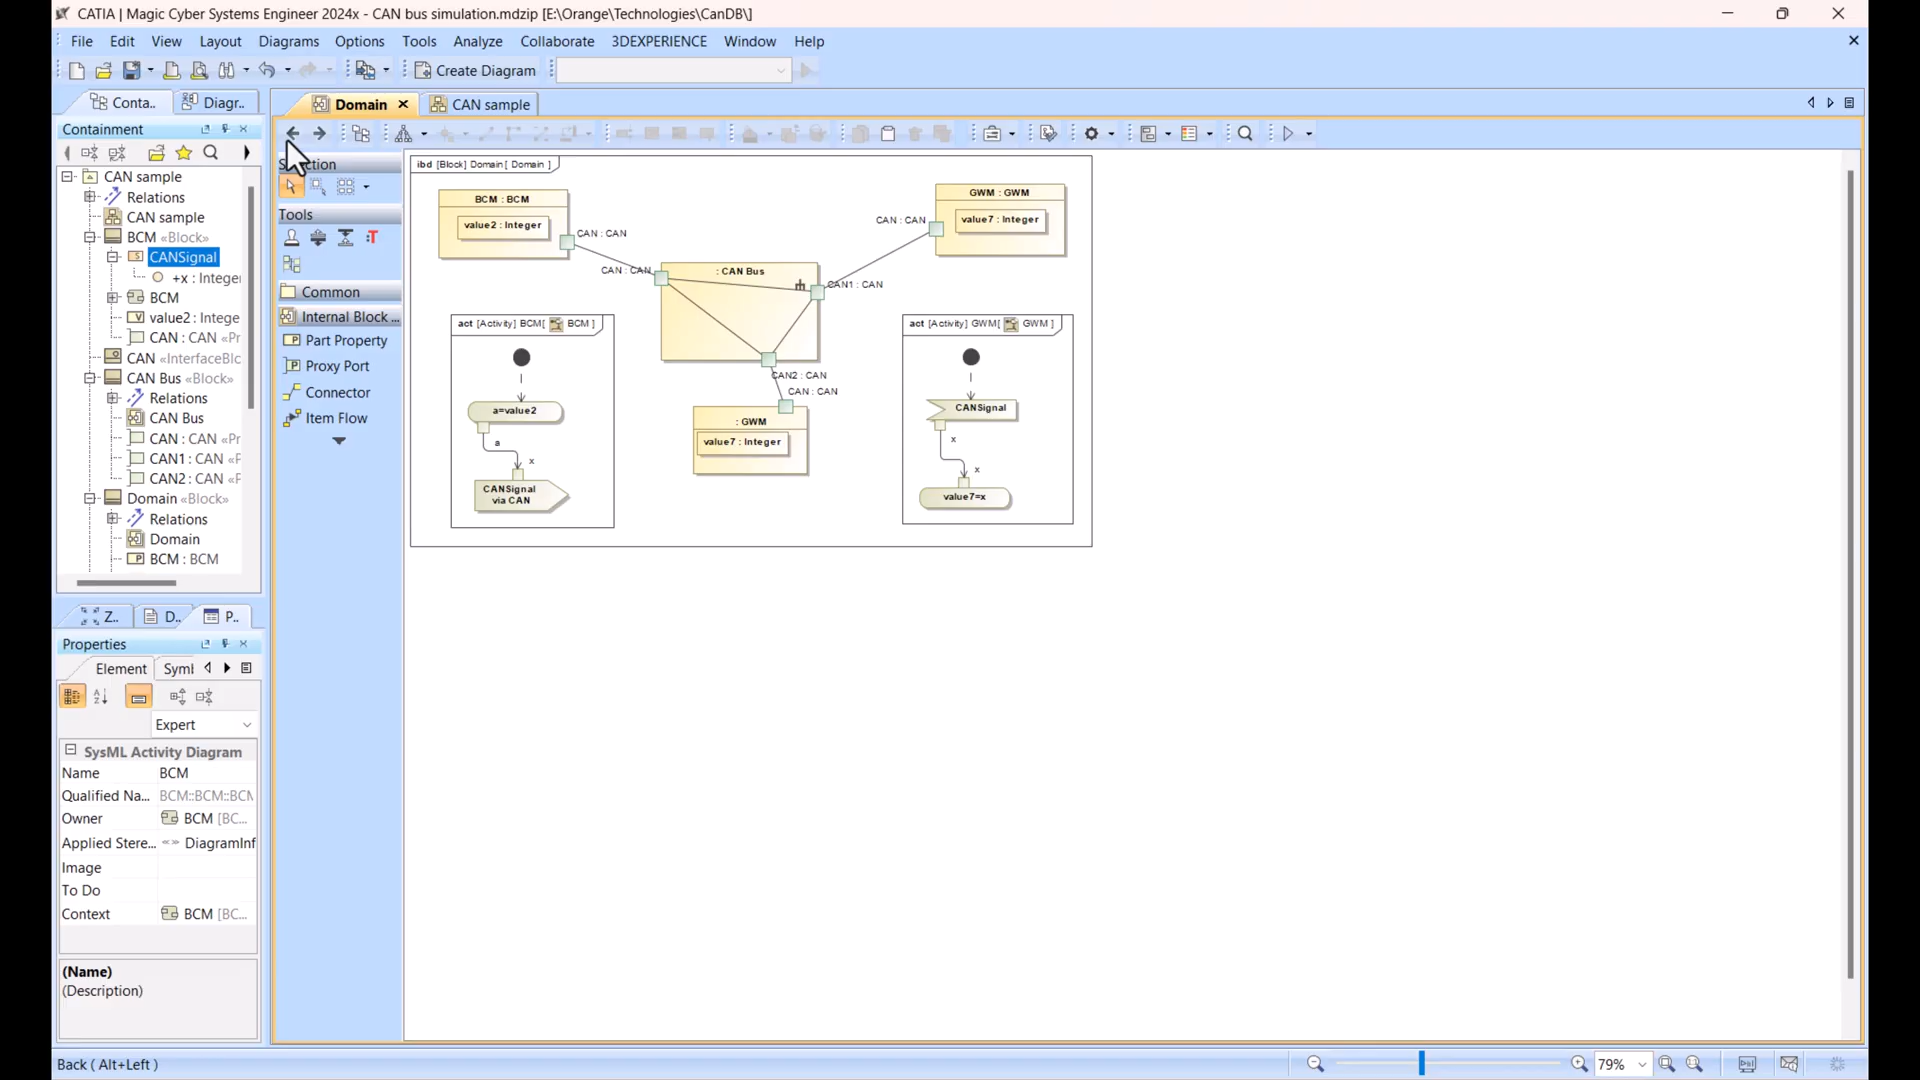 CATIA | Magic Cyber Systems Engineer 2024x - CAN bus simulation.mdzip [E:\Orange\Technologies\CanDB\]
File Edit View Layout Diagrams Options Tools Analyze Collaborate 3DEXPERIENCE Window Help
Create Diagram
Conta.. Diagr..
Domain CAN sample
Containment
CAN sample
Relations
CAN sample
BCM «Block»
CANSignal
+x : Intege
BCM
value2 : Intege
CAN : CAN «Pr
CAN «InterfaceBlc
CAN Bus «Block»
Relations
CAN Bus
CAN : CAN «Pr
CAN1 : CAN «F
CAN2 : CAN «F
Domain «Block»
Relations
Domain
BCM : BCM
Z.. D.. P..
Properties
Element Symb
Expert
SysML Activity Diagram
Name BCM
Qualified Na... BCM::BCM::BCM
Owner BCM [BC...
Applied Stere... «» DiagramInf
Image
To Do
Context BCM [BC...
(Name)
(Description)
Back ( Alt+Left )
ction
Tools
Common
Internal Block ...
Part Property
Proxy Port
Connector
Item Flow
ibd [Block] Domain [ Domain ]
BCM : BCM
value2 : Integer
CAN : CAN
CAN : CAN
: CAN Bus
CAN1 : CAN
CAN2 : CAN
CAN : CAN
GWM : GWM
value7 : Integer
CAN : CAN
: GWM
value7 : Integer
act [Activity] BCM[ BCM ]
a=value2
a
x
CANSignal
via CAN
act [Activity] GWM[ GWM ]
CANSignal
x
x
value7=x
79%